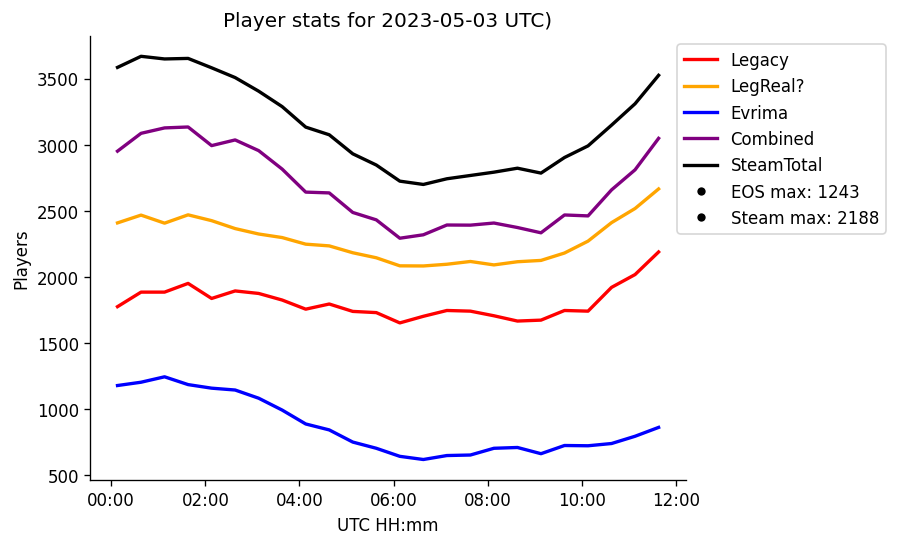 Player stats for 2023-05-03 UTC)
Legacy
LegReal?
Evrima
Combined
SteamTotal
EOS max: 1243
Steam max: 2188
Players
3500
3000
2500
2000
1500
1000
500
00:00 02:00 04:00 06:00 08:00 10:00 12:00
UTC HH:mm